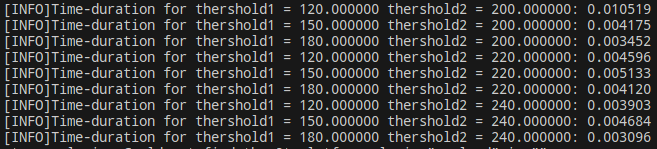 [INFO]Time-duration for thershold1 = 120.000000 thershold2 = 200.000000: 0.010519
[INFO]Time-duration for thershold1 = 150.000000 thershold2 = 200.000000: 0.004175
[INFO]Time-duration for thershold1 = 180.000000 thershold2 = 200.000000: 0.003452
[INFO]Time-duration for thershold1 = 120.000000 thershold2 = 220.000000: 0.004596
[INFO]Time-duration for thershold1 = 150.000000 thershold2 = 220.000000: 0.005133
[INFO]Time-duration for thershold1 = 180.000000 thershold2 = 220.000000: 0.004120
[INFO]Time-duration for thershold1 = 120.000000 thershold2 = 240.000000: 0.003903
[INFO]Time-duration for thershold1 = 150.000000 thershold2 = 240.000000: 0.004684
[INFO]Time-duration for thershold1 = 180.000000 thershold2 = 240.000000: 0.003096